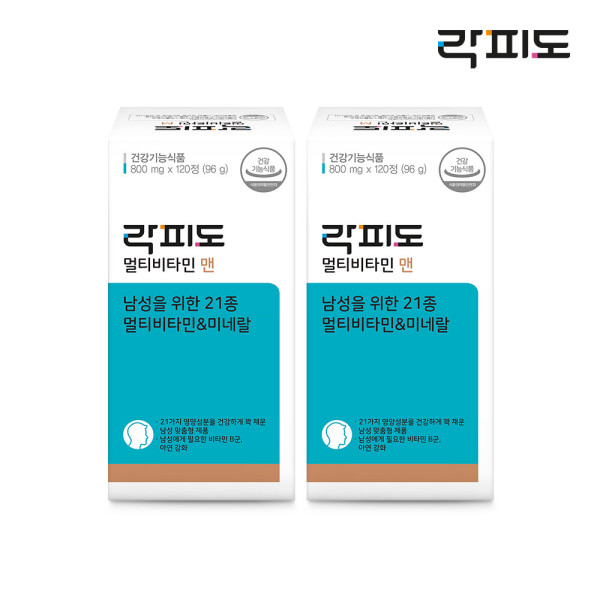 락피도
건강기능식품
800 mg x 120정 (96 g)
건강
기능식품
락피도
멀티비타민 맨
남성을 위한 21종
멀티비타민&미네랄
· 21가지 영양성분을 건강하게 꽉 채운
남성 맞춤형 제품
· 남성에게 필요한 비타민 B군,
아연 강화
건강기능식품
800 mg x 120정 (96 g)
건강
기능식품
락피도
멀티비타민 맨
남성을 위한 21종
멀티비타민&미네랄
· 21가지 영양성분을 건강하게 꽉 채운
남성 맞춤형 제품
· 남성에게 필요한 비타민 B군,
아연 강화